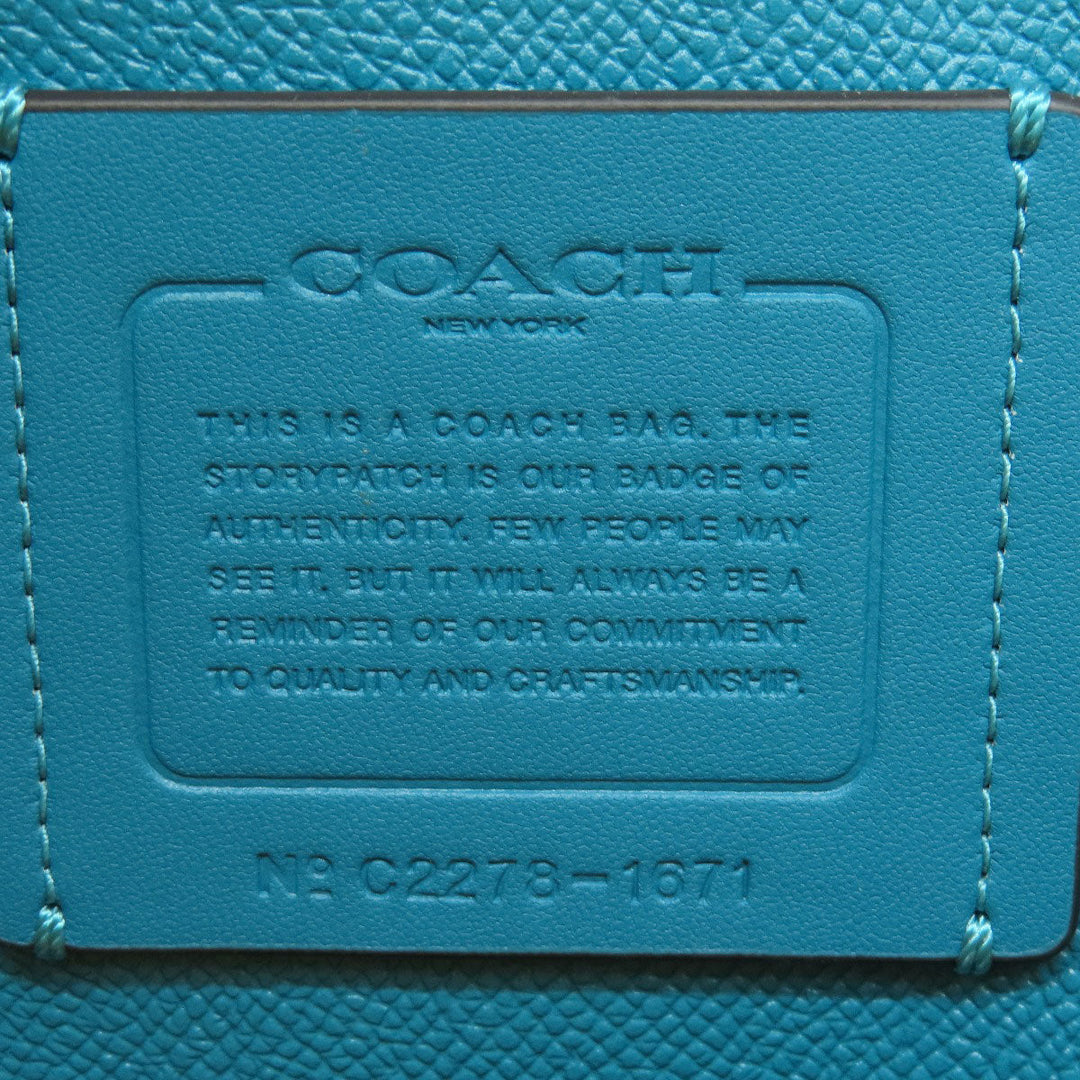 COACH
NEW YORK
THIS IS A COACH BAG. THE
STORYPATCH IS OUR BADGE OF
AUTHENTICITY. FEW PEOPLE MAY
SEE IT. BUT IT WILL ALWAYS BE A
REMINDER OF OUR COMMITMENT
TO QUALITY AND CRAFTSMANSHIP.
Nº C2278-1671